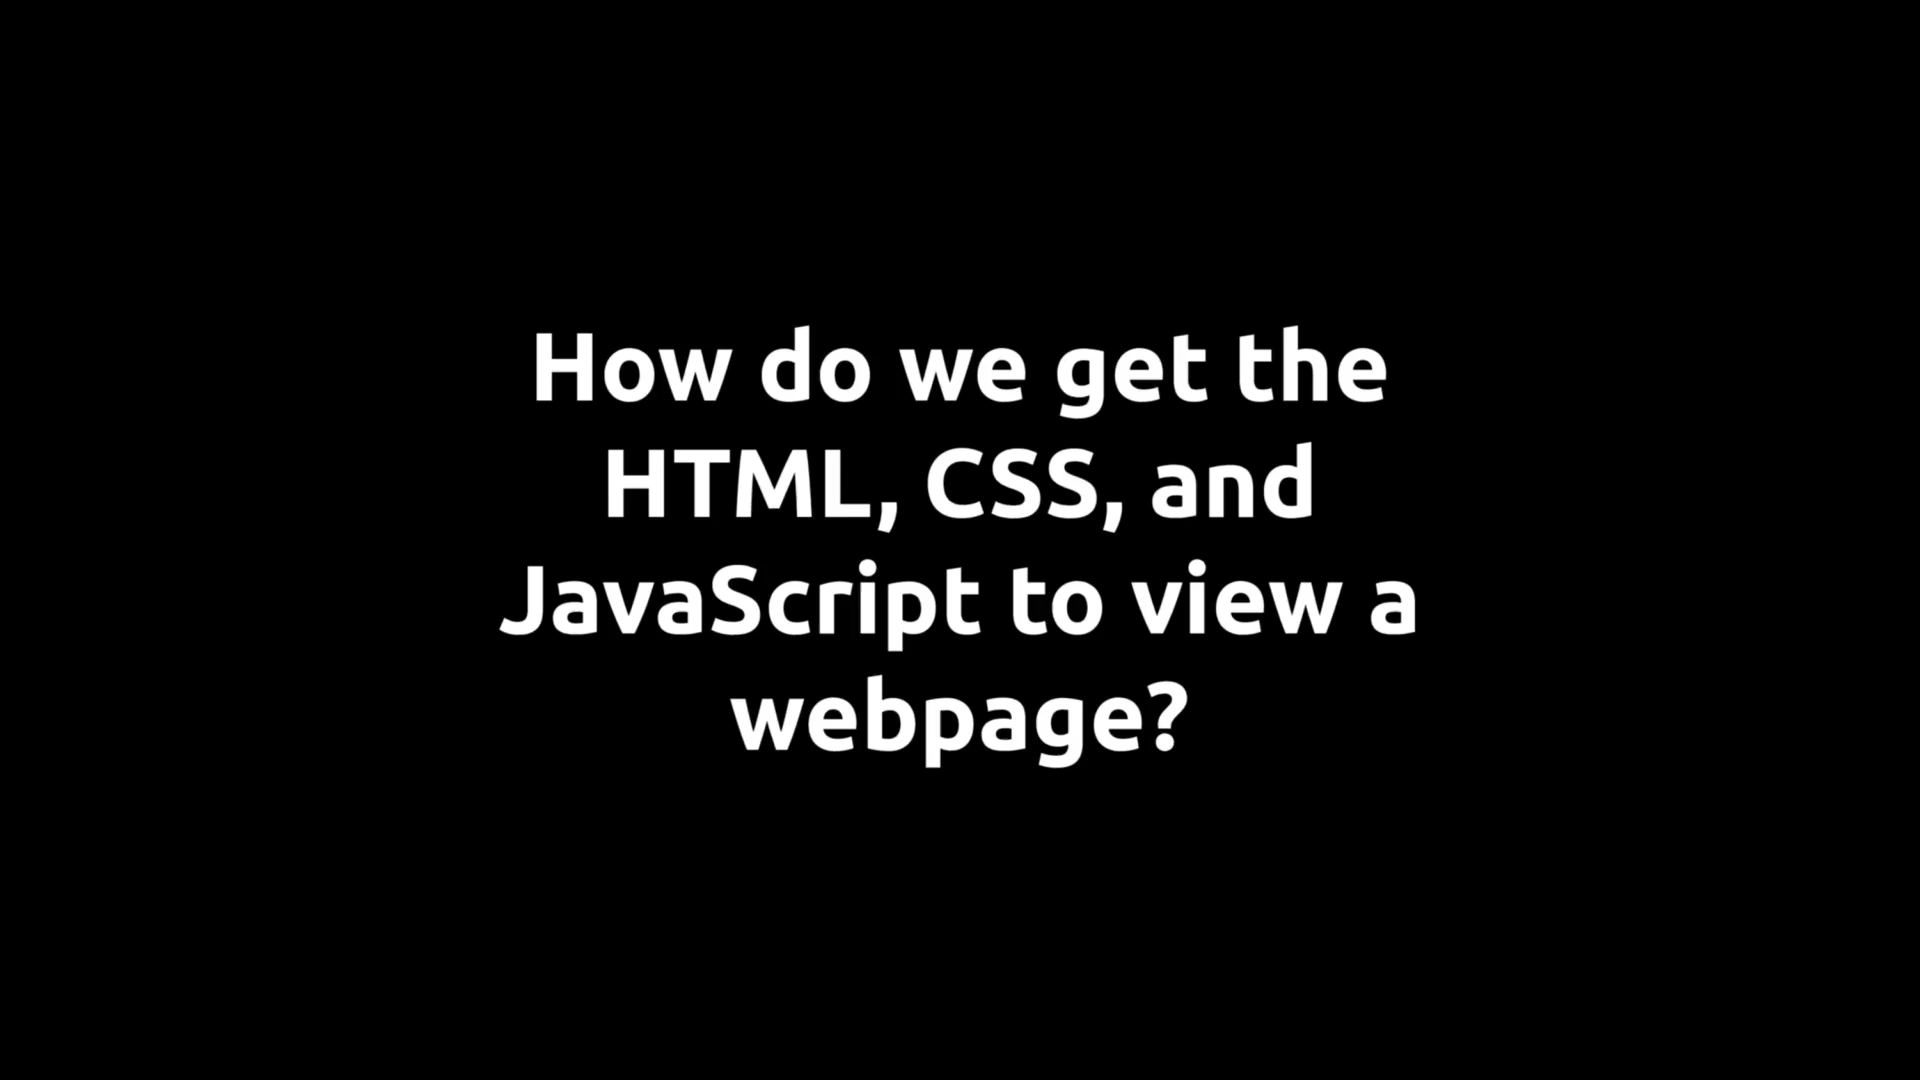 How do we get the
HTML, CSS, and
JavaScript to view a
webpage?